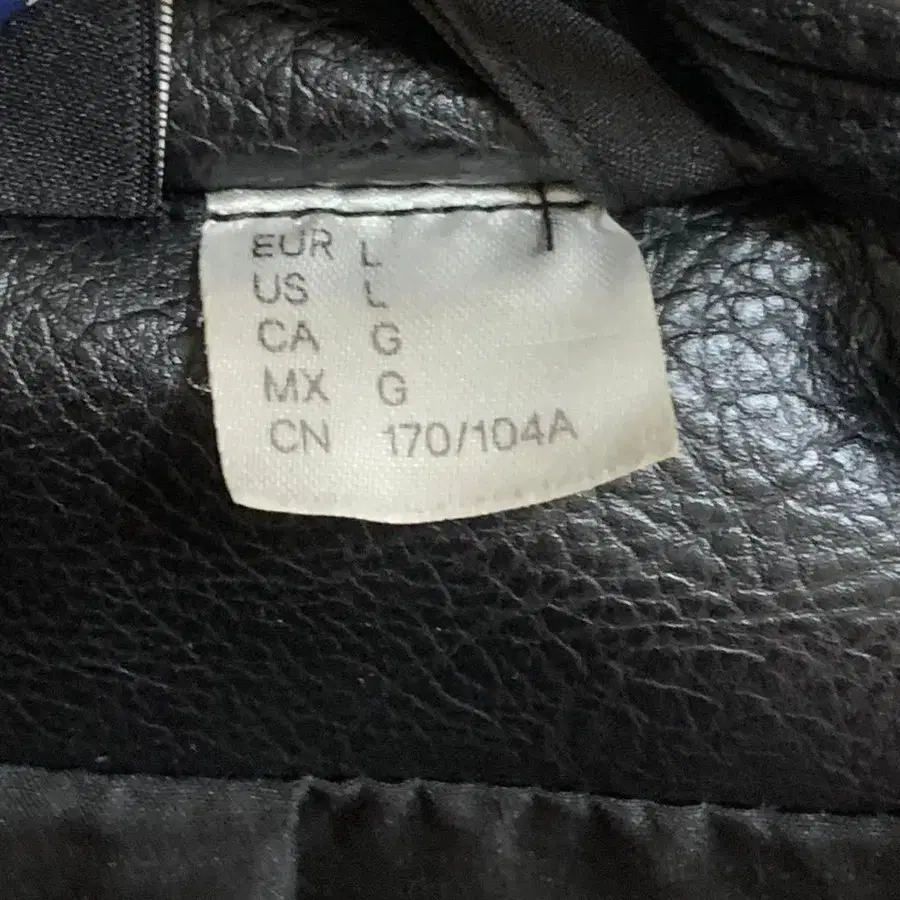 EUR L
US L
CA G
MX G
CN 170/104A